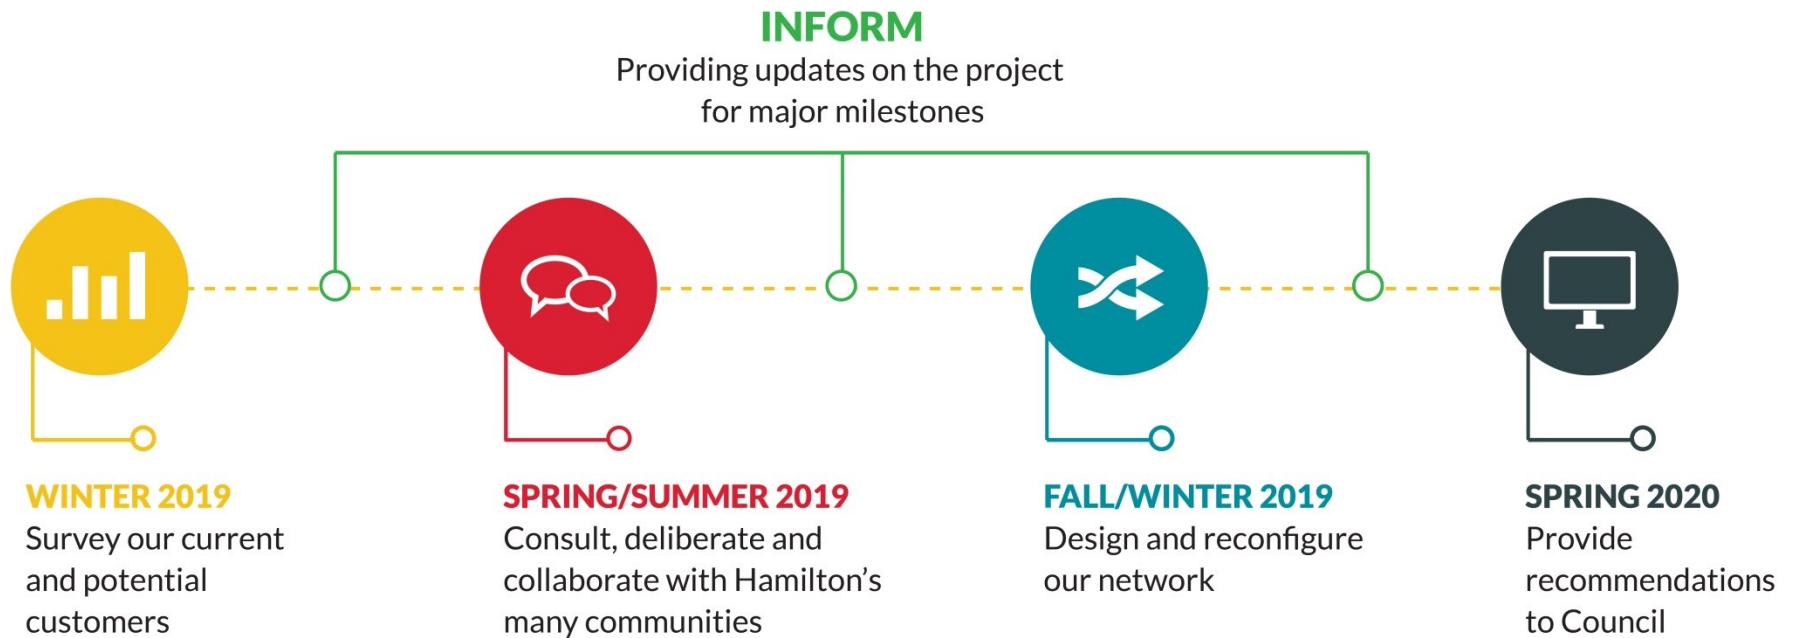 INFORM
Providing updates on the project
for major milestones
WINTER 2019
Survey our current
and potential
customers
SPRING/SUMMER 2019
Consult, deliberate and
collaborate with Hamilton’s
many communities
FALL/WINTER 2019
Design and reconfigure
our network
SPRING 2020
Provide
recommendations
to Council